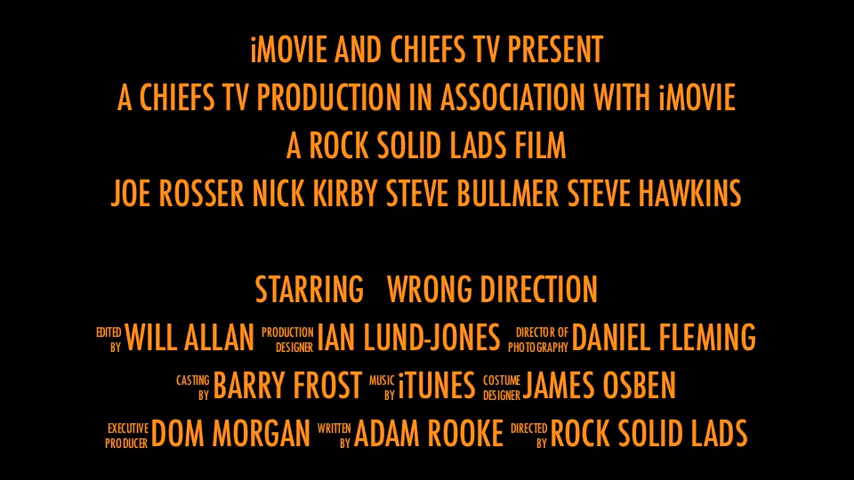 iMOVIE AND CHIEFS TV PRESENT
A CHIEFS TV PRODUCTION IN ASSOCIATION WITH iMOVIE
A ROCK SOLID LADS FILM
JOE ROSSER NICK KIRBY STEVE BULLMER STEVE HAWKINS
STARRING WRONG DIRECTION
EDITED BY WILL ALLAN PRODUCTION DESIGNER IAN LUND-JONES DIRECTOR OF PHOTOGRAPHY DANIEL FLEMING
CASTING BY BARRY FROST MUSIC BY iTUNES COSTUME DESIGNER JAMES OSBEN
EXECUTIVE PRODUCER DOM MORGAN WRITTEN BY ADAM ROOKE DIRECTED BY ROCK SOLID LADS